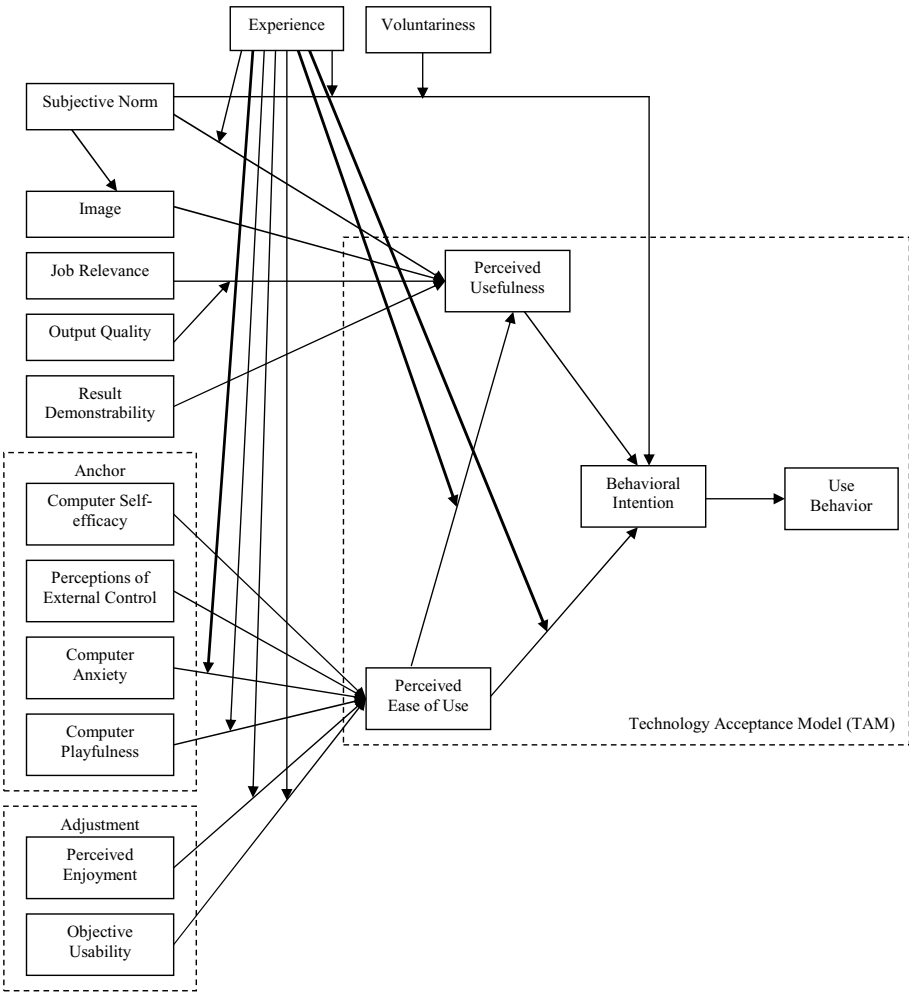 Experience
Voluntariness
Subjective Norm
Image
Job Relevance
Output Quality
Result
Demonstrability
Perceived
Usefulness
Anchor
Computer Self-
efficacy
Perceptions of
External Control
Computer
Anxiety
Computer
Playfulness
Behavioral
Intention
Use
Behavior
Perceived
Ease of Use
Technology Acceptance Model (TAM)
Adjustment
Perceived
Enjoyment
Objective
Usability